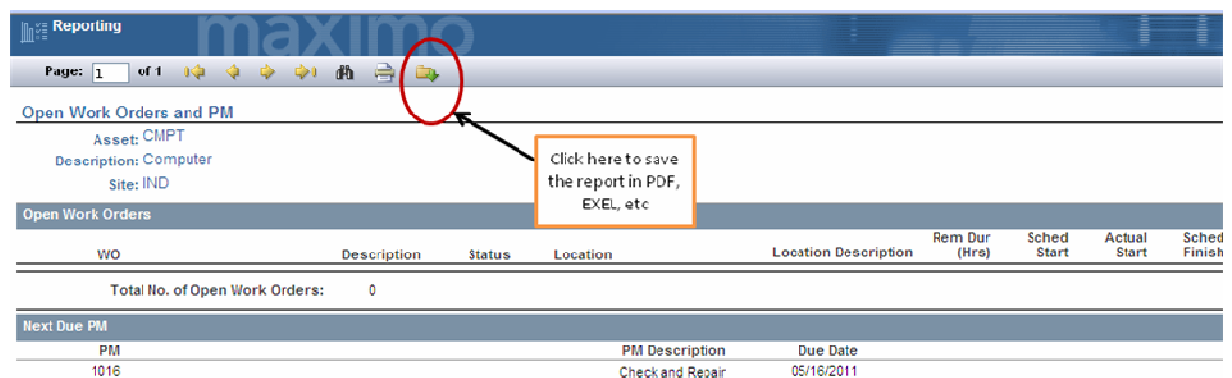 Reporting
maximo
Page: 1 of 1
Open Work Orders and PM
Asset: CMPT
Description: Computer
Site: IND
Click here to save
the report in PDF,
EXEL, etc
Open Work Orders
WO Description Status Location Location Description Rem Dur (Hrs) Sched Start Actual Start Sched Finish
Total No. of Open Work Orders: 0
Next Due PM
PM PM Description Due Date
1016 Check and Repair 05/16/2011